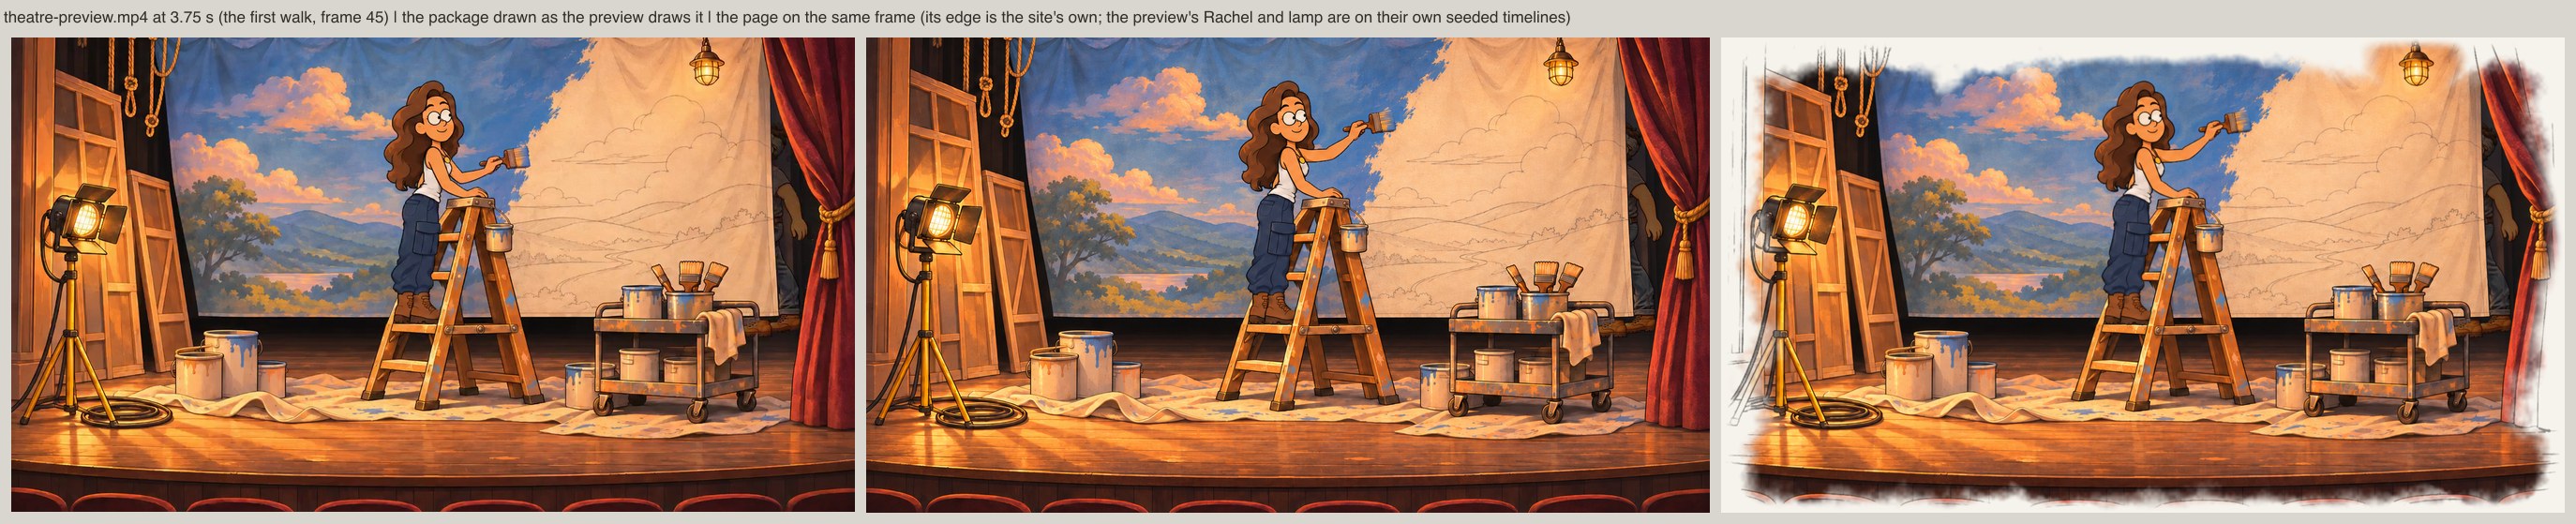 theatre-preview.mp4 at 3.75 s (the first walk, frame 45) | the package drawn as the preview draws it | the page on the same frame (its edge is the site's own; the preview's Rachel and lamp are on their own seeded timelines)